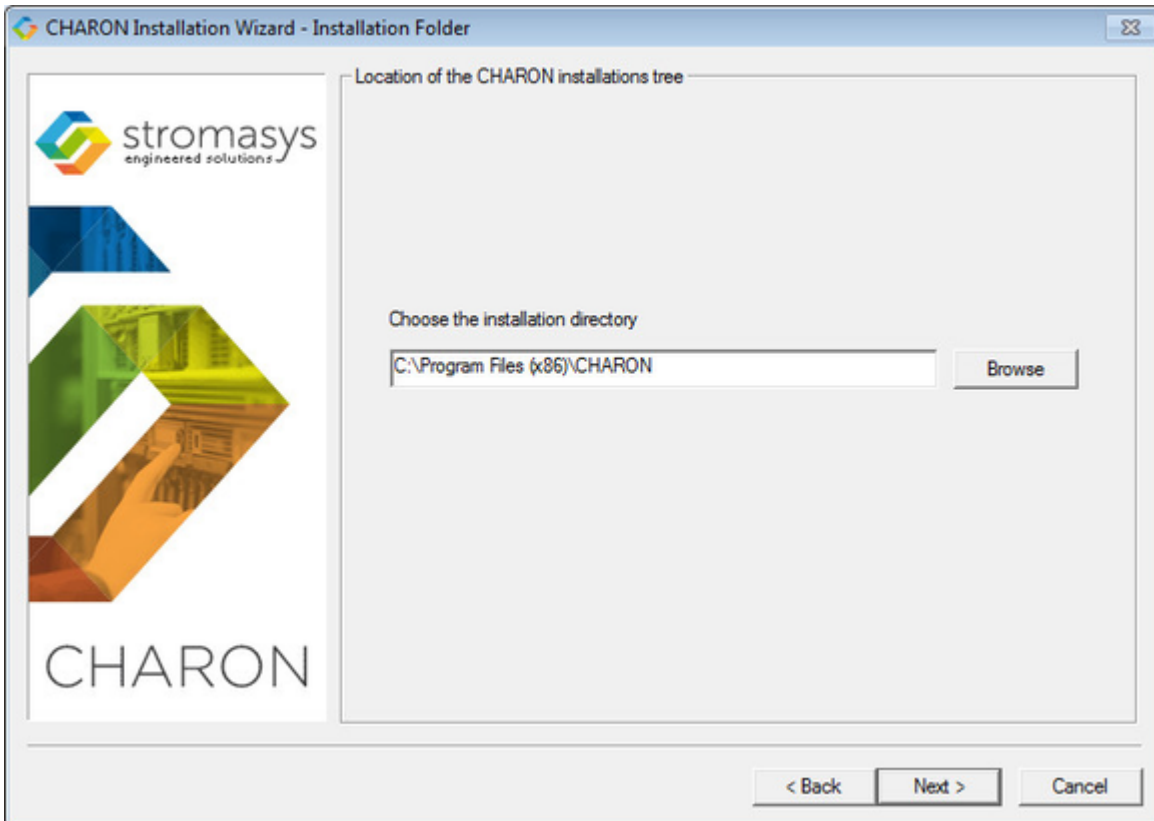 CHARON Installation Wizard - Installation Folder
Location of the CHARON installations tree
stromasys
engineered solutions
Choose the installation directory
C:\Program Files (x86)\CHARON
Browse
CHARON
< Back
Next >
Cancel